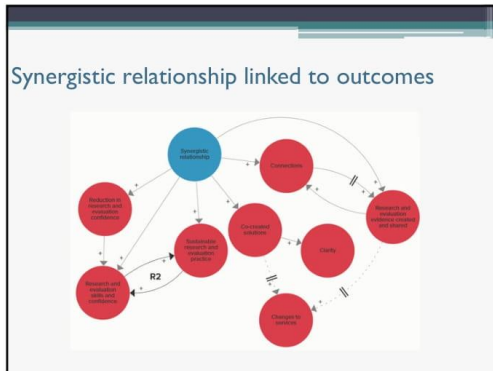 Synergistic relationship linked to outcomes
Synergistic
relationship
+
+
+
+
+
+
+
Connections
+
Reduction in
research and
evaluation
confidence
Research and
evaluation
evidence created
and shared
Co-created
solutions
Sustainable
research and
evaluation
practice
Clarity
R2
Research and
evaluation
skills and
confidence
Changes to
services